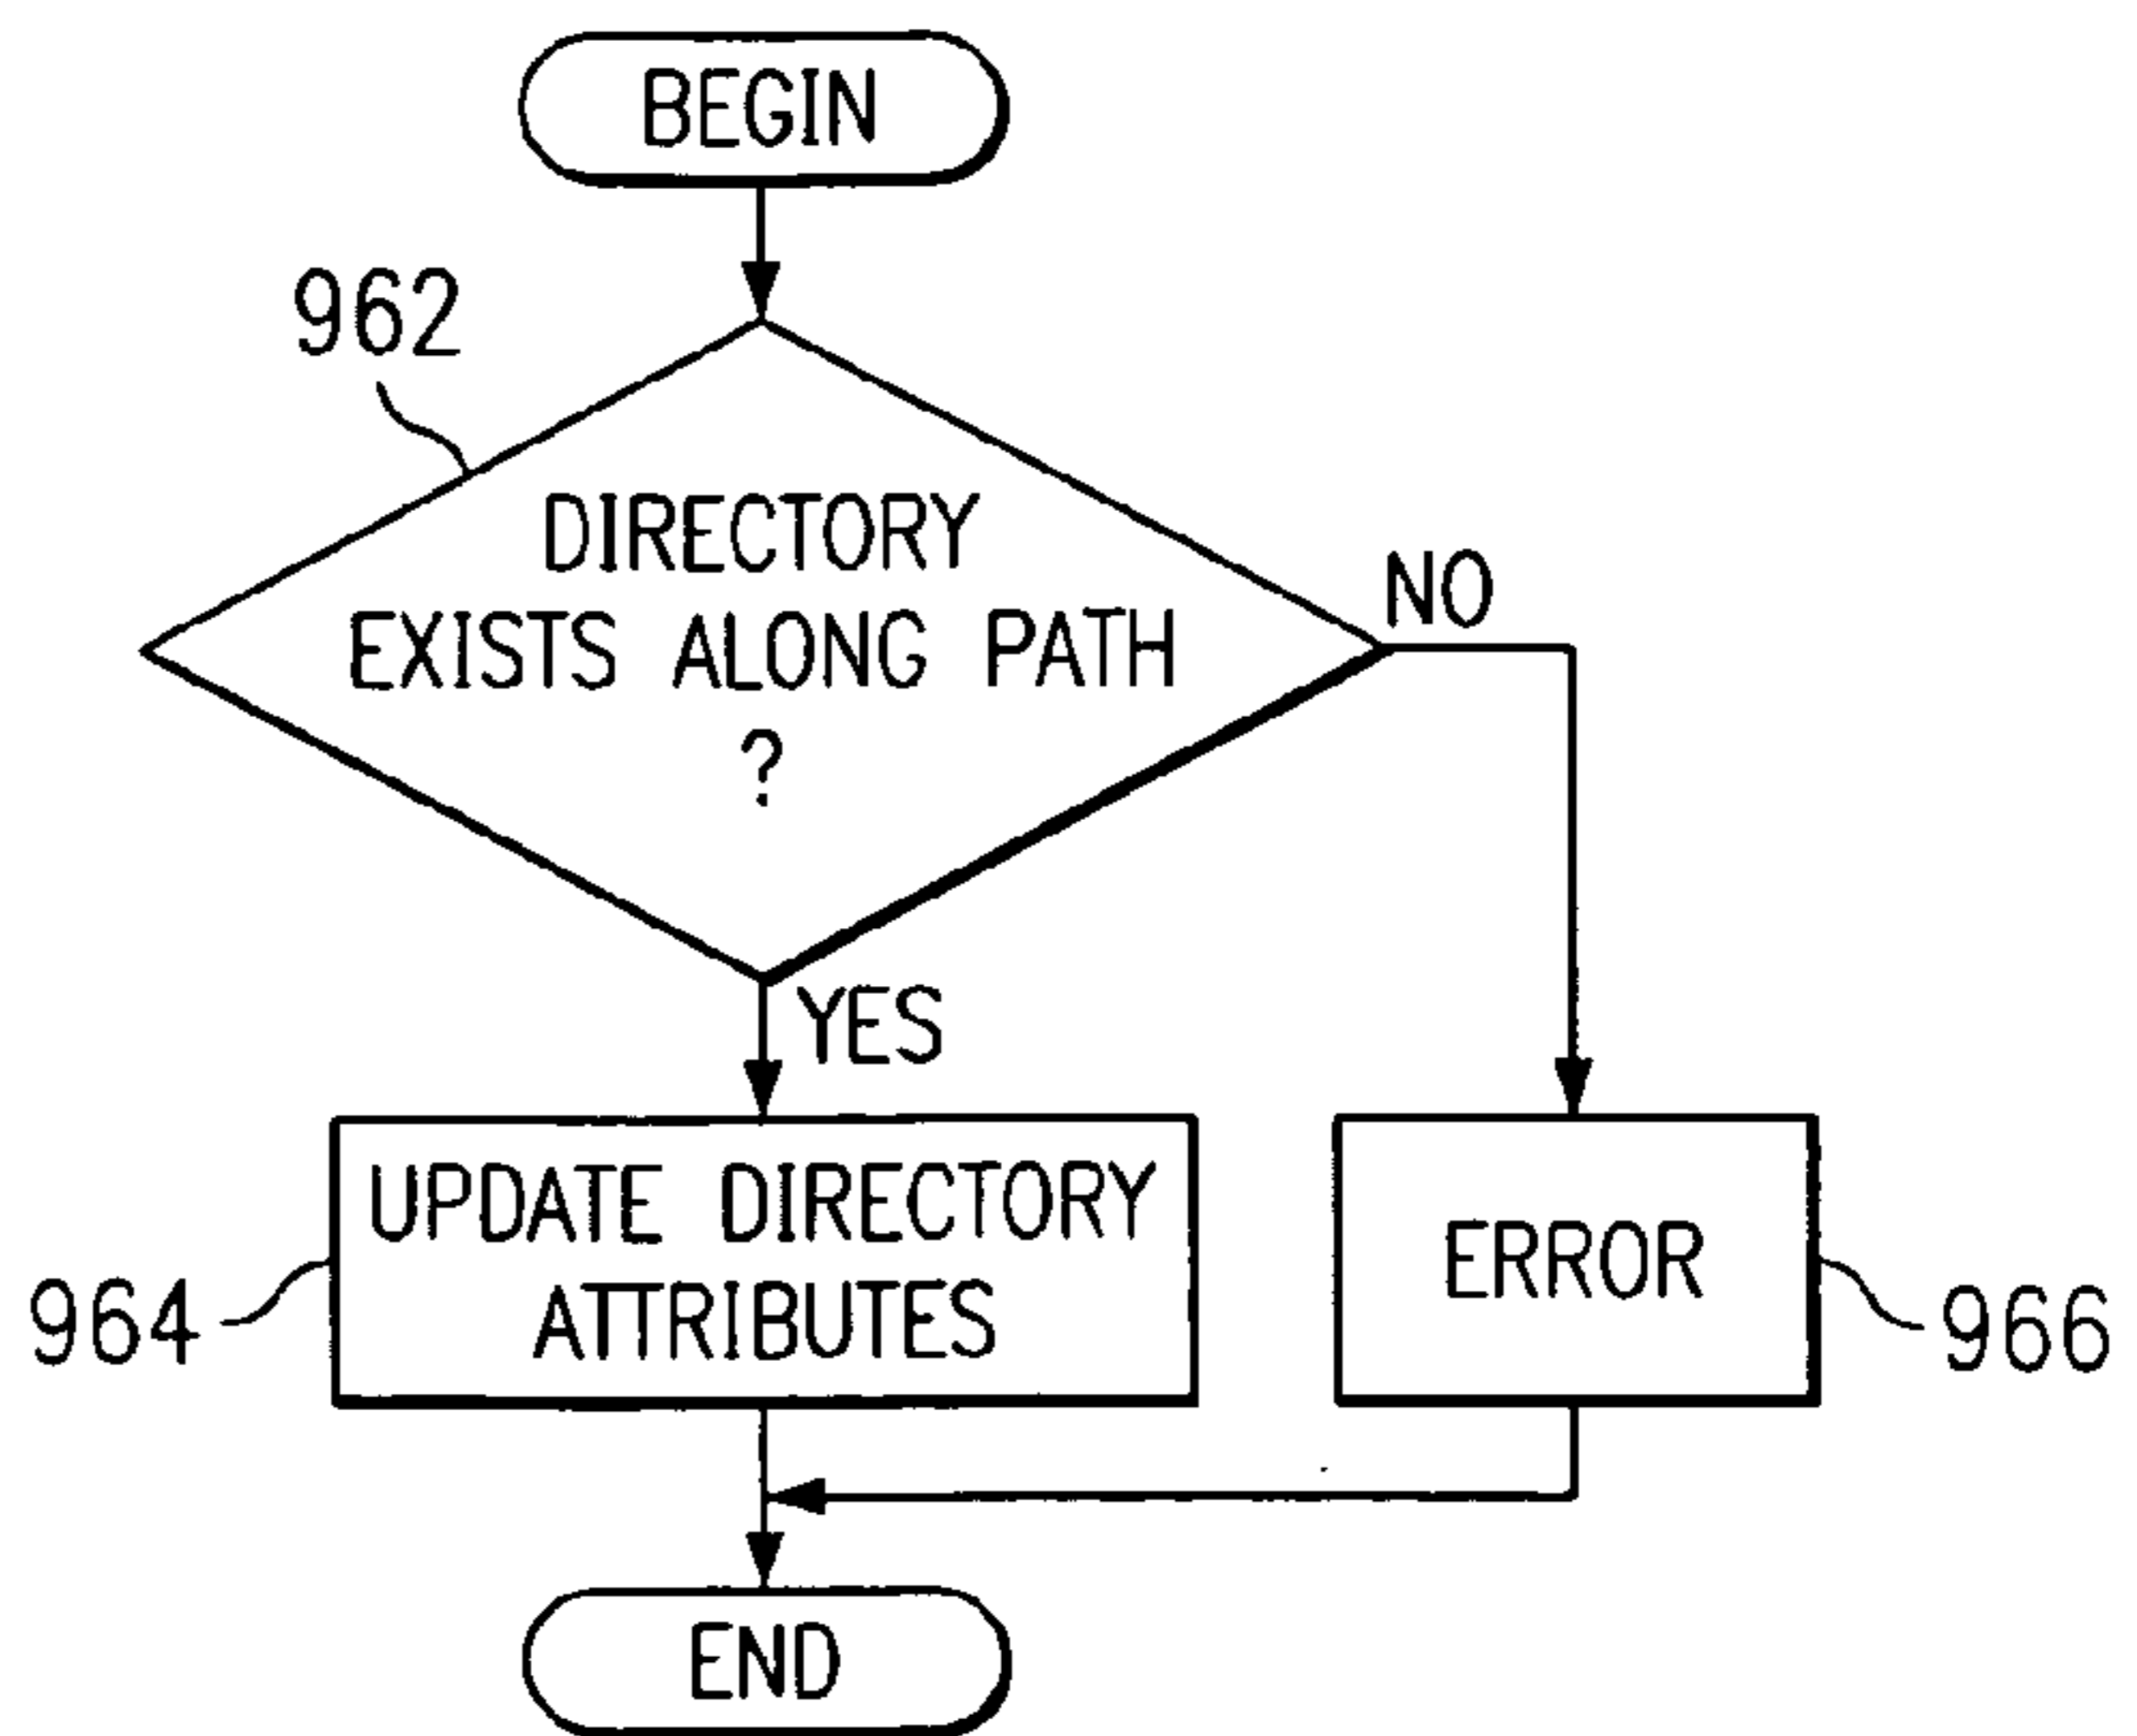 BEGIN
962
DIRECTORY
EXISTS ALONG PATH
?
NO
YES
UPDATE DIRECTORY
ATTRIBUTES
964
ERROR
966
END